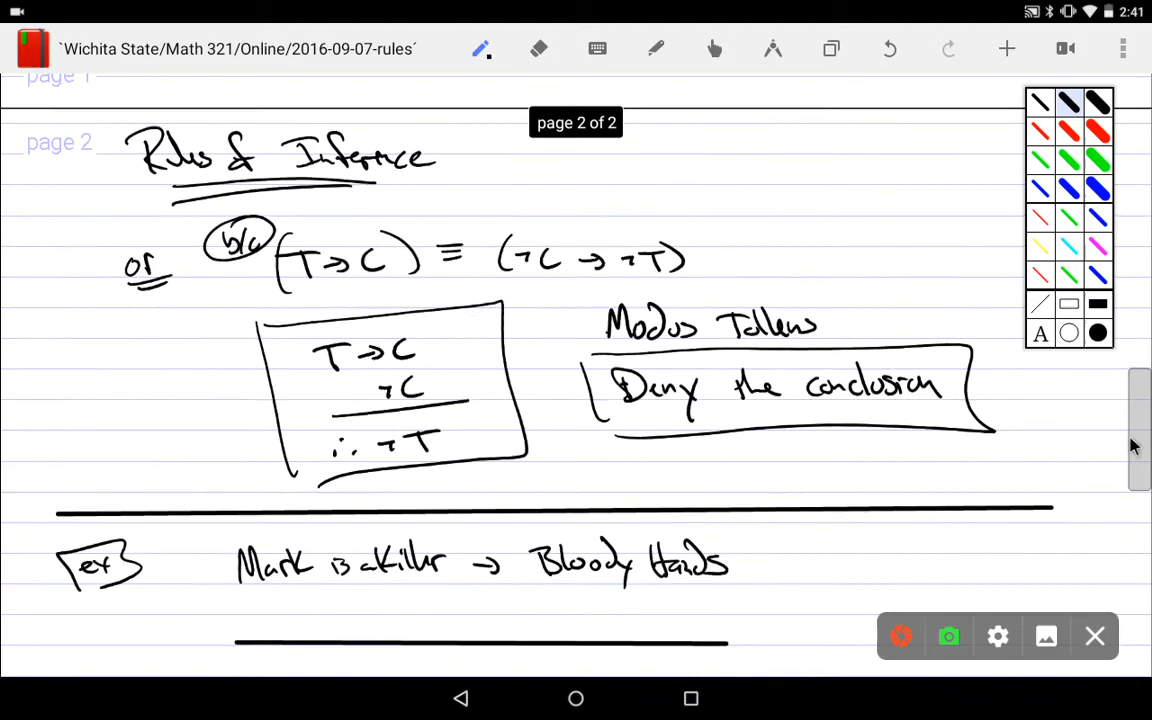 2:41
`Wichita State/Math 321/Online/2016-09-07-rules´
page 1
page 2
page 2 of 2
Rules of Inference
or b/c (T → C) ≡ (¬C → ¬T)
T → C
¬C
∴ ¬T
Modus Tollens
Deny the conclusion
A
ex Mark is a killer → Bloody Hands